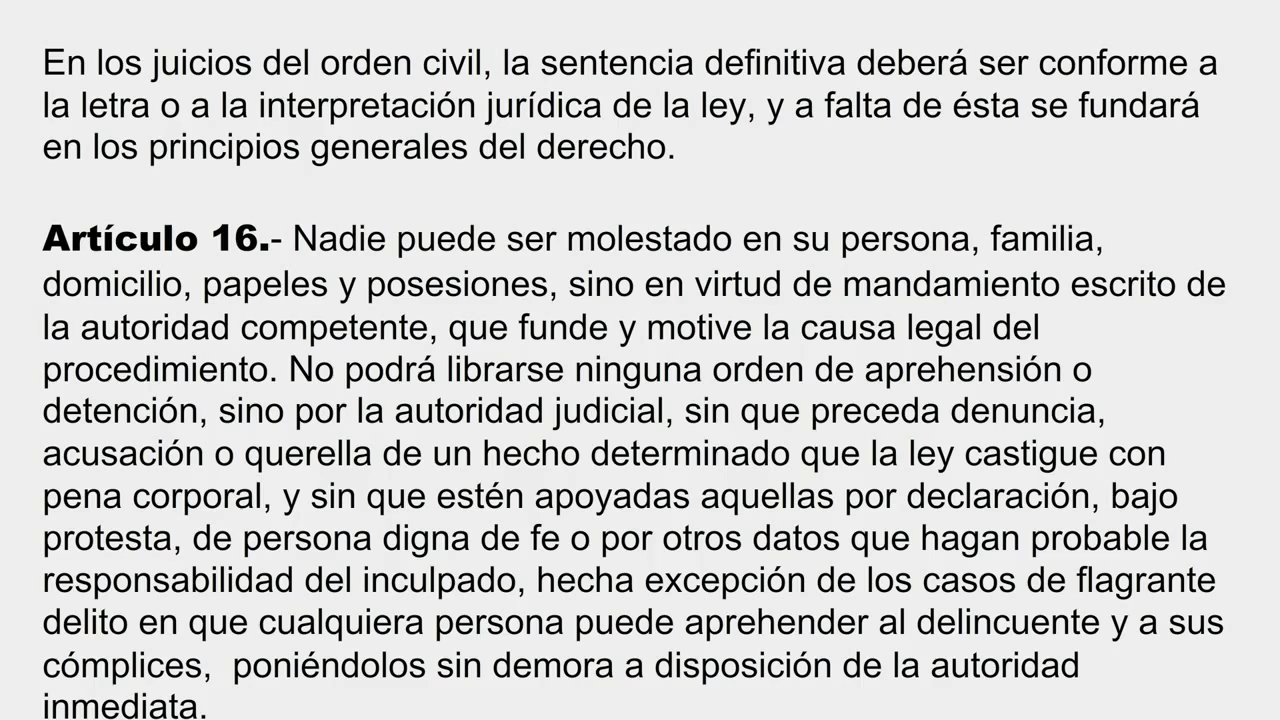 En los juicios del orden civil, la sentencia definitiva deberá ser conforme a
la letra o a la interpretación jurídica de la ley, y a falta de ésta se fundará
en los principios generales del derecho.
Artículo 16.- Nadie puede ser molestado en su persona, familia,
domicilio, papeles y posesiones, sino en virtud de mandamiento escrito de
la autoridad competente, que funde y motive la causa legal del
procedimiento. No podrá librarse ninguna orden de aprehensión o
detención, sino por la autoridad judicial, sin que preceda denuncia,
acusación o querella de un hecho determinado que la ley castigue con
pena corporal, y sin que estén apoyadas aquellas por declaración, bajo
protesta, de persona digna de fe o por otros datos que hagan probable la
responsabilidad del inculpado, hecha excepción de los casos de flagrante
delito en que cualquiera persona puede aprehender al delincuente y a sus
cómplices,  poniéndolos sin demora a disposición de la autoridad
inmediata.